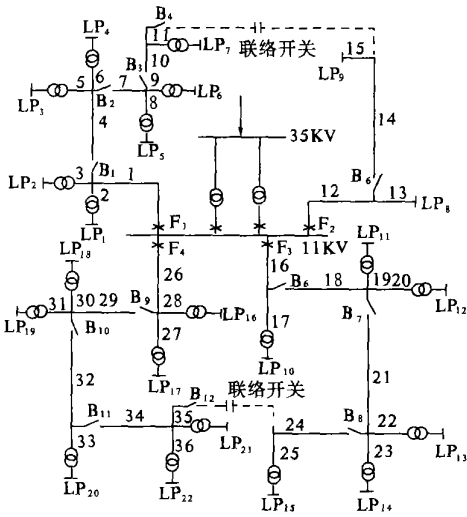 B4
LP4
11
LP7
联络开关
15
10
LP9
B3
6
5
7
9
B2
LP6
LP3
8
4
LP5
14
35KV
B1
B6
LP2
3
1
12
13
2
LP8
LP1
F1
F2
LP18
F4
F3
11KV
LP11
26
16
31
30
29
B9
28
B6
18
19
20
LP19
LP16
17
B7
LP12
B10
27
LP17
LP10
32
21
B12
联络开关
B11
34
35
24
B8
22
33
36
LP21
25
23
LP13
LP20
LP22
LP15
LP14